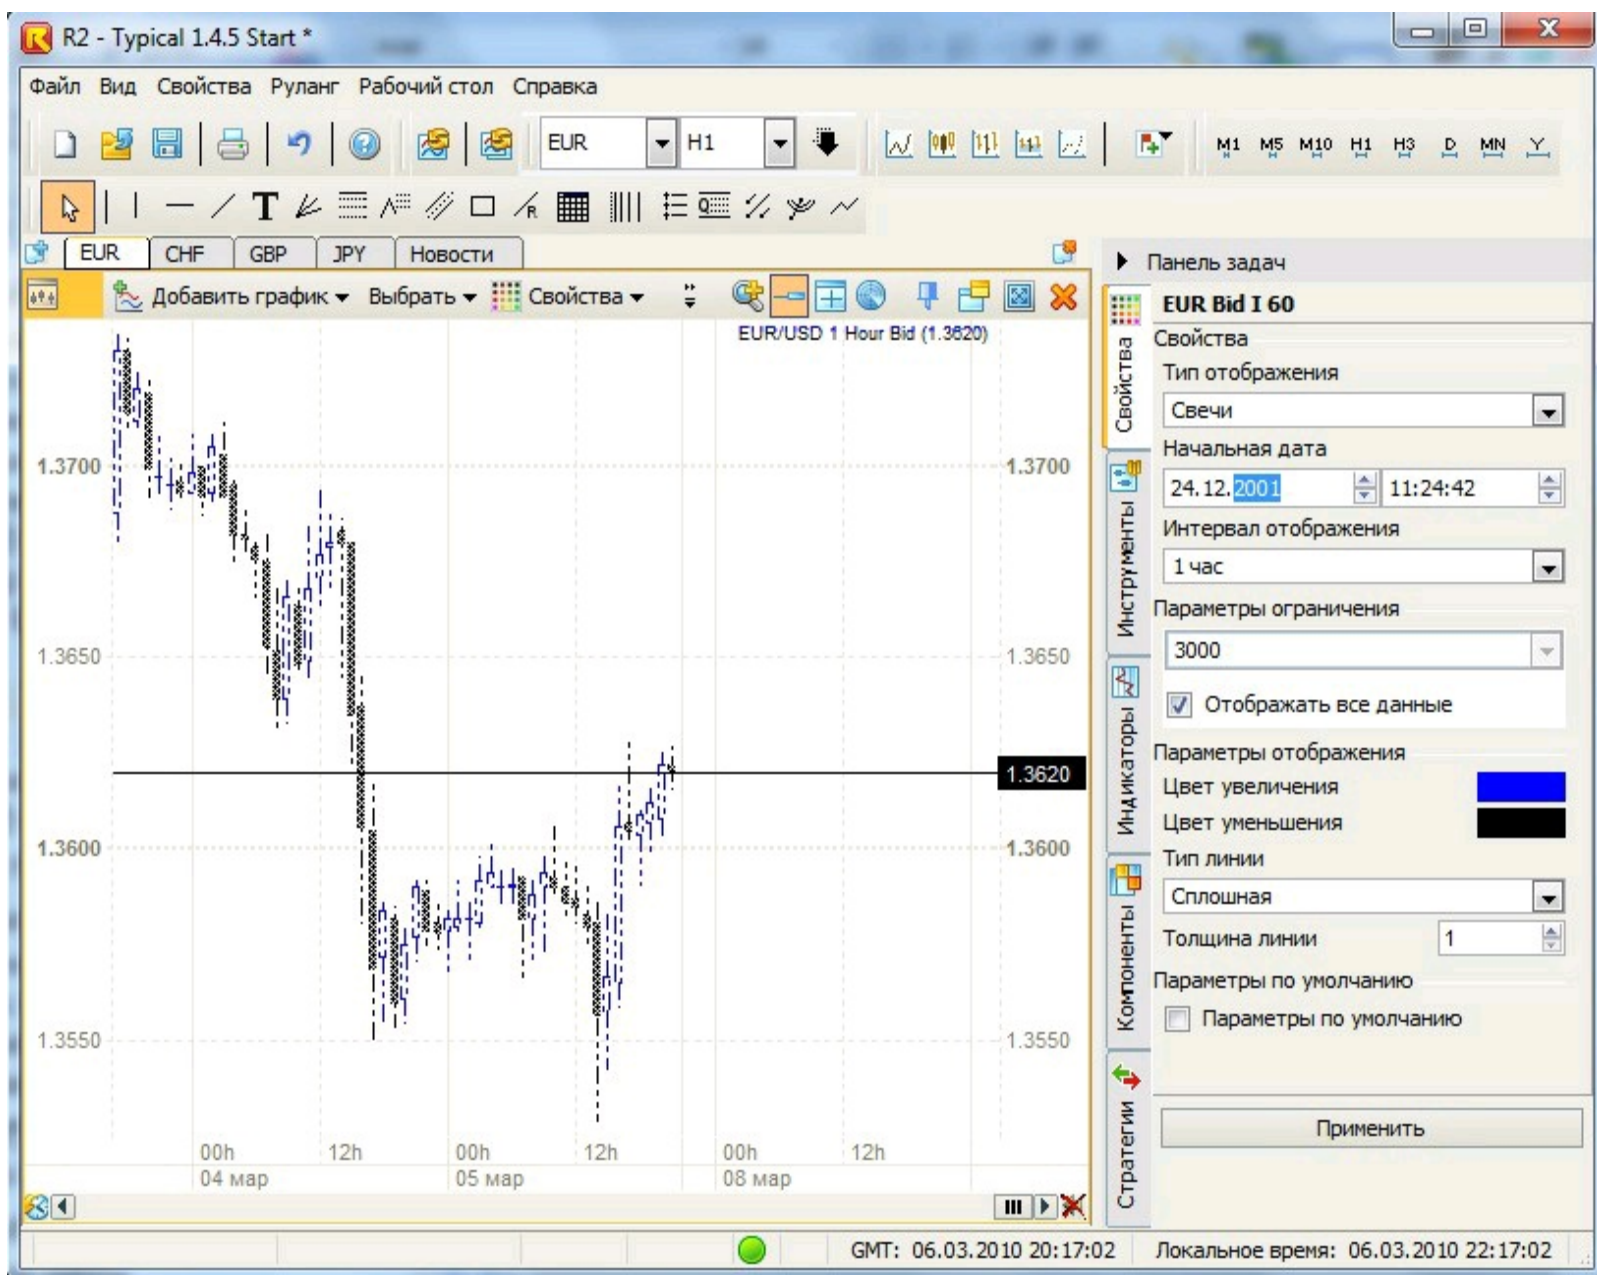 R2 - Typical 1.4.5 Start *
Файл Вид Свойства Руланг Рабочий стол Справка
EUR H1 M1 M5 M10 H1 H3 D MN Y
T R Q
EUR CHF GBP JPY Новости
Добавить график Выбрать Свойства
EUR/USD 1 Hour Bid (1.3620)
1.3700 1.3700
1.3650 1.3650
1.3620
1.3600 1.3600
1.3550 1.3550
00h 12h 00h 12h 00h 12h
04 мар 05 мар 08 мар
Панель задач
Свойства
Инструменты
Индикаторы
Компоненты
Стратегии
EUR Bid I 60
Свойства
Тип отображения
Свечи
Начальная дата
24.12.2001 11:24:42
Интервал отображения
1 час
Параметры ограничения
3000
Отображать все данные
Параметры отображения
Цвет увеличения
Цвет уменьшения
Тип линии
Сплошная
Толщина линии 1
Параметры по умолчанию
Параметры по умолчанию
Применить
GMT: 06.03.2010 20:17:02 Локальное время: 06.03.2010 22:17:02